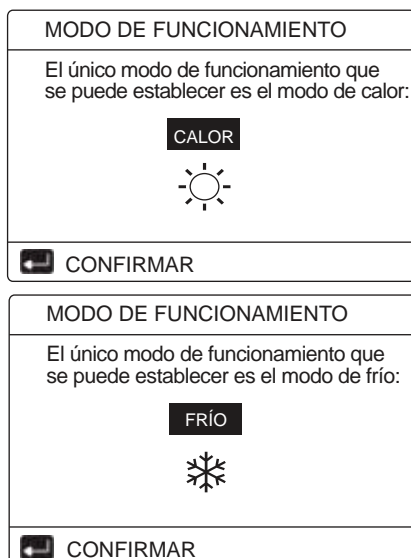 MODO DE FUNCIONAMIENTO
El único modo de funcionamiento que
se puede establecer es el modo de calor:
CALOR
CONFIRMAR
MODO DE FUNCIONAMIENTO
El único modo de funcionamiento que
se puede establecer es el modo de frío:
FRÍO
CONFIRMAR